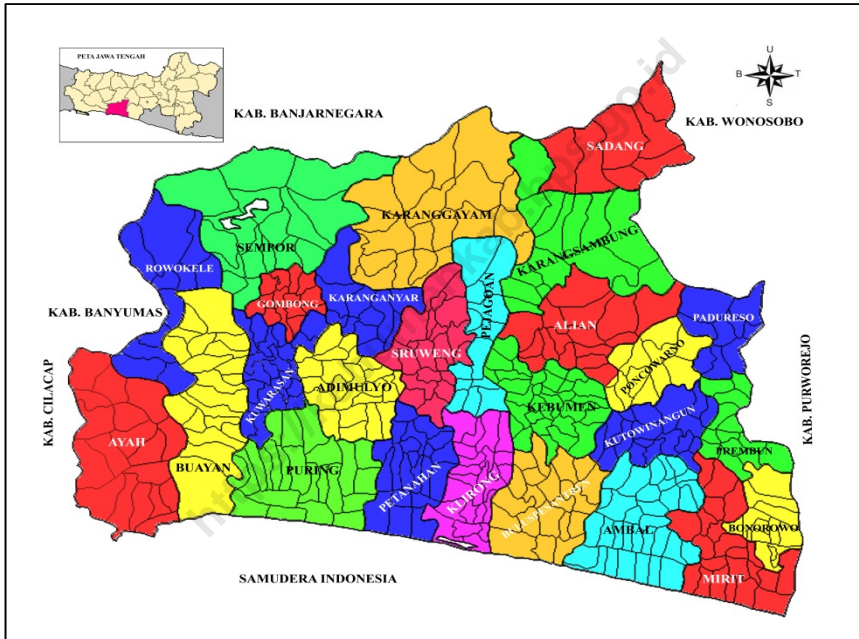 PETA JAWA TENGAH
U
B
T
S
KAB. BANJARNEGARA
KAB. WONOSOBO
SADANG
KARANGGAYAM
KARANGSAMBUNG
SEMPOR
ROWOKELE
PEJAGOAN
GOMBONG
KARANGANYAR
KAB. BANYUMAS
ALIAN
PADURESO
SRUWENG
PONCOWARNO
ADIMULYO
KUWARASAN
KEBUMEN
KAB. CILACAP
KAB. PURWOREJO
AYAH
KUTOWINANGUN
PREMBUN
BUAYAN
PURING
PETANAHAN
KLIRONG
BULUSPESANTREN
AMBAL
BONOROWO
MIRIT
SAMUDERA INDONESIA